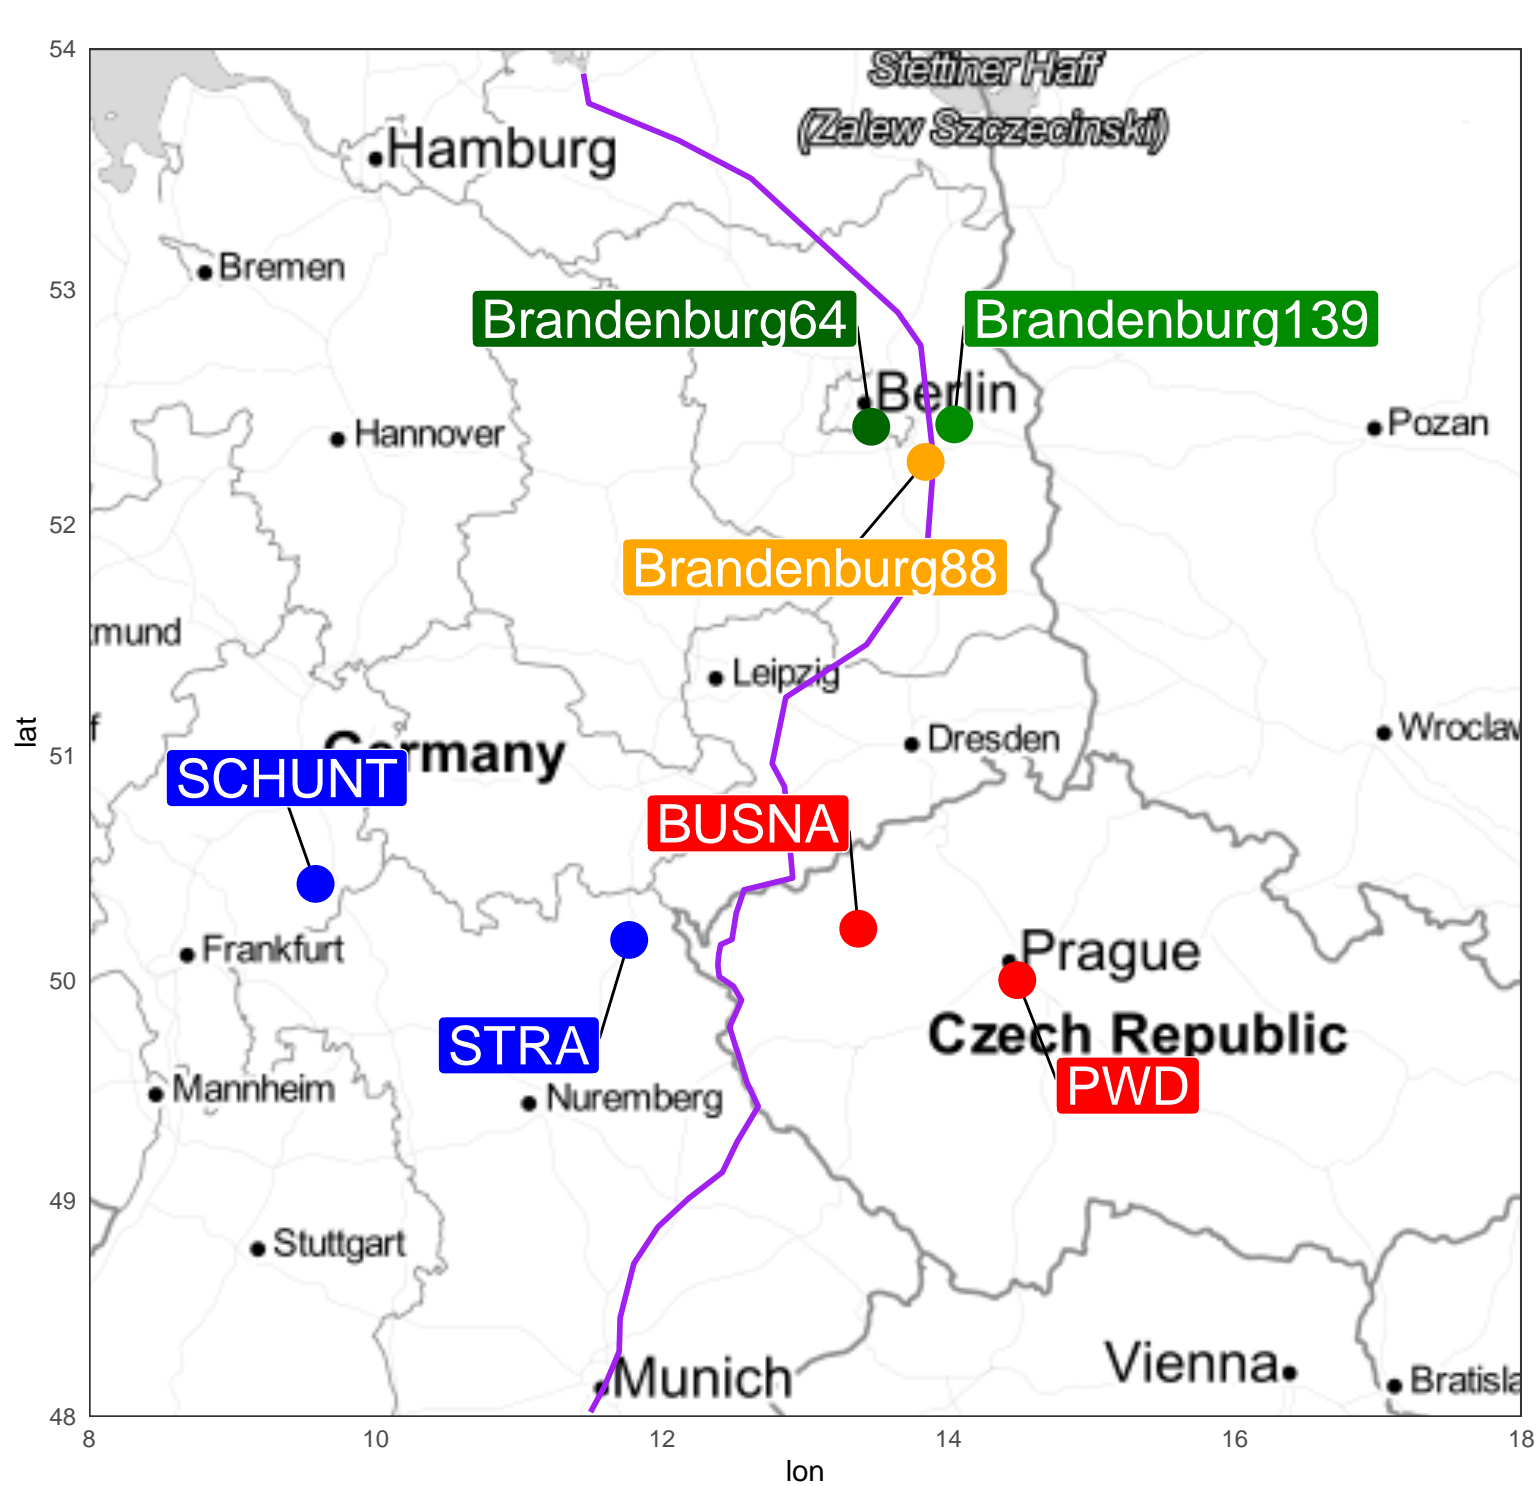 54
Stettiner Haff
(Zalew Szczecinski)
Hamburg
Bremen
53
Brandenburg64
Brandenburg139
Berlin
Hannover
Pozan
52
Brandenburg88
tmund
Leipzig
f
Dresden
Wroclaw
lat
51
Germany
SCHUNT
BUSNA
Frankfurt
Prague
50
Czech Republic
STRA
PWD
Mannheim
Nuremberg
49
Stuttgart
Munich
Vienna
Bratisla
48
8
10
12
14
16
18
lon